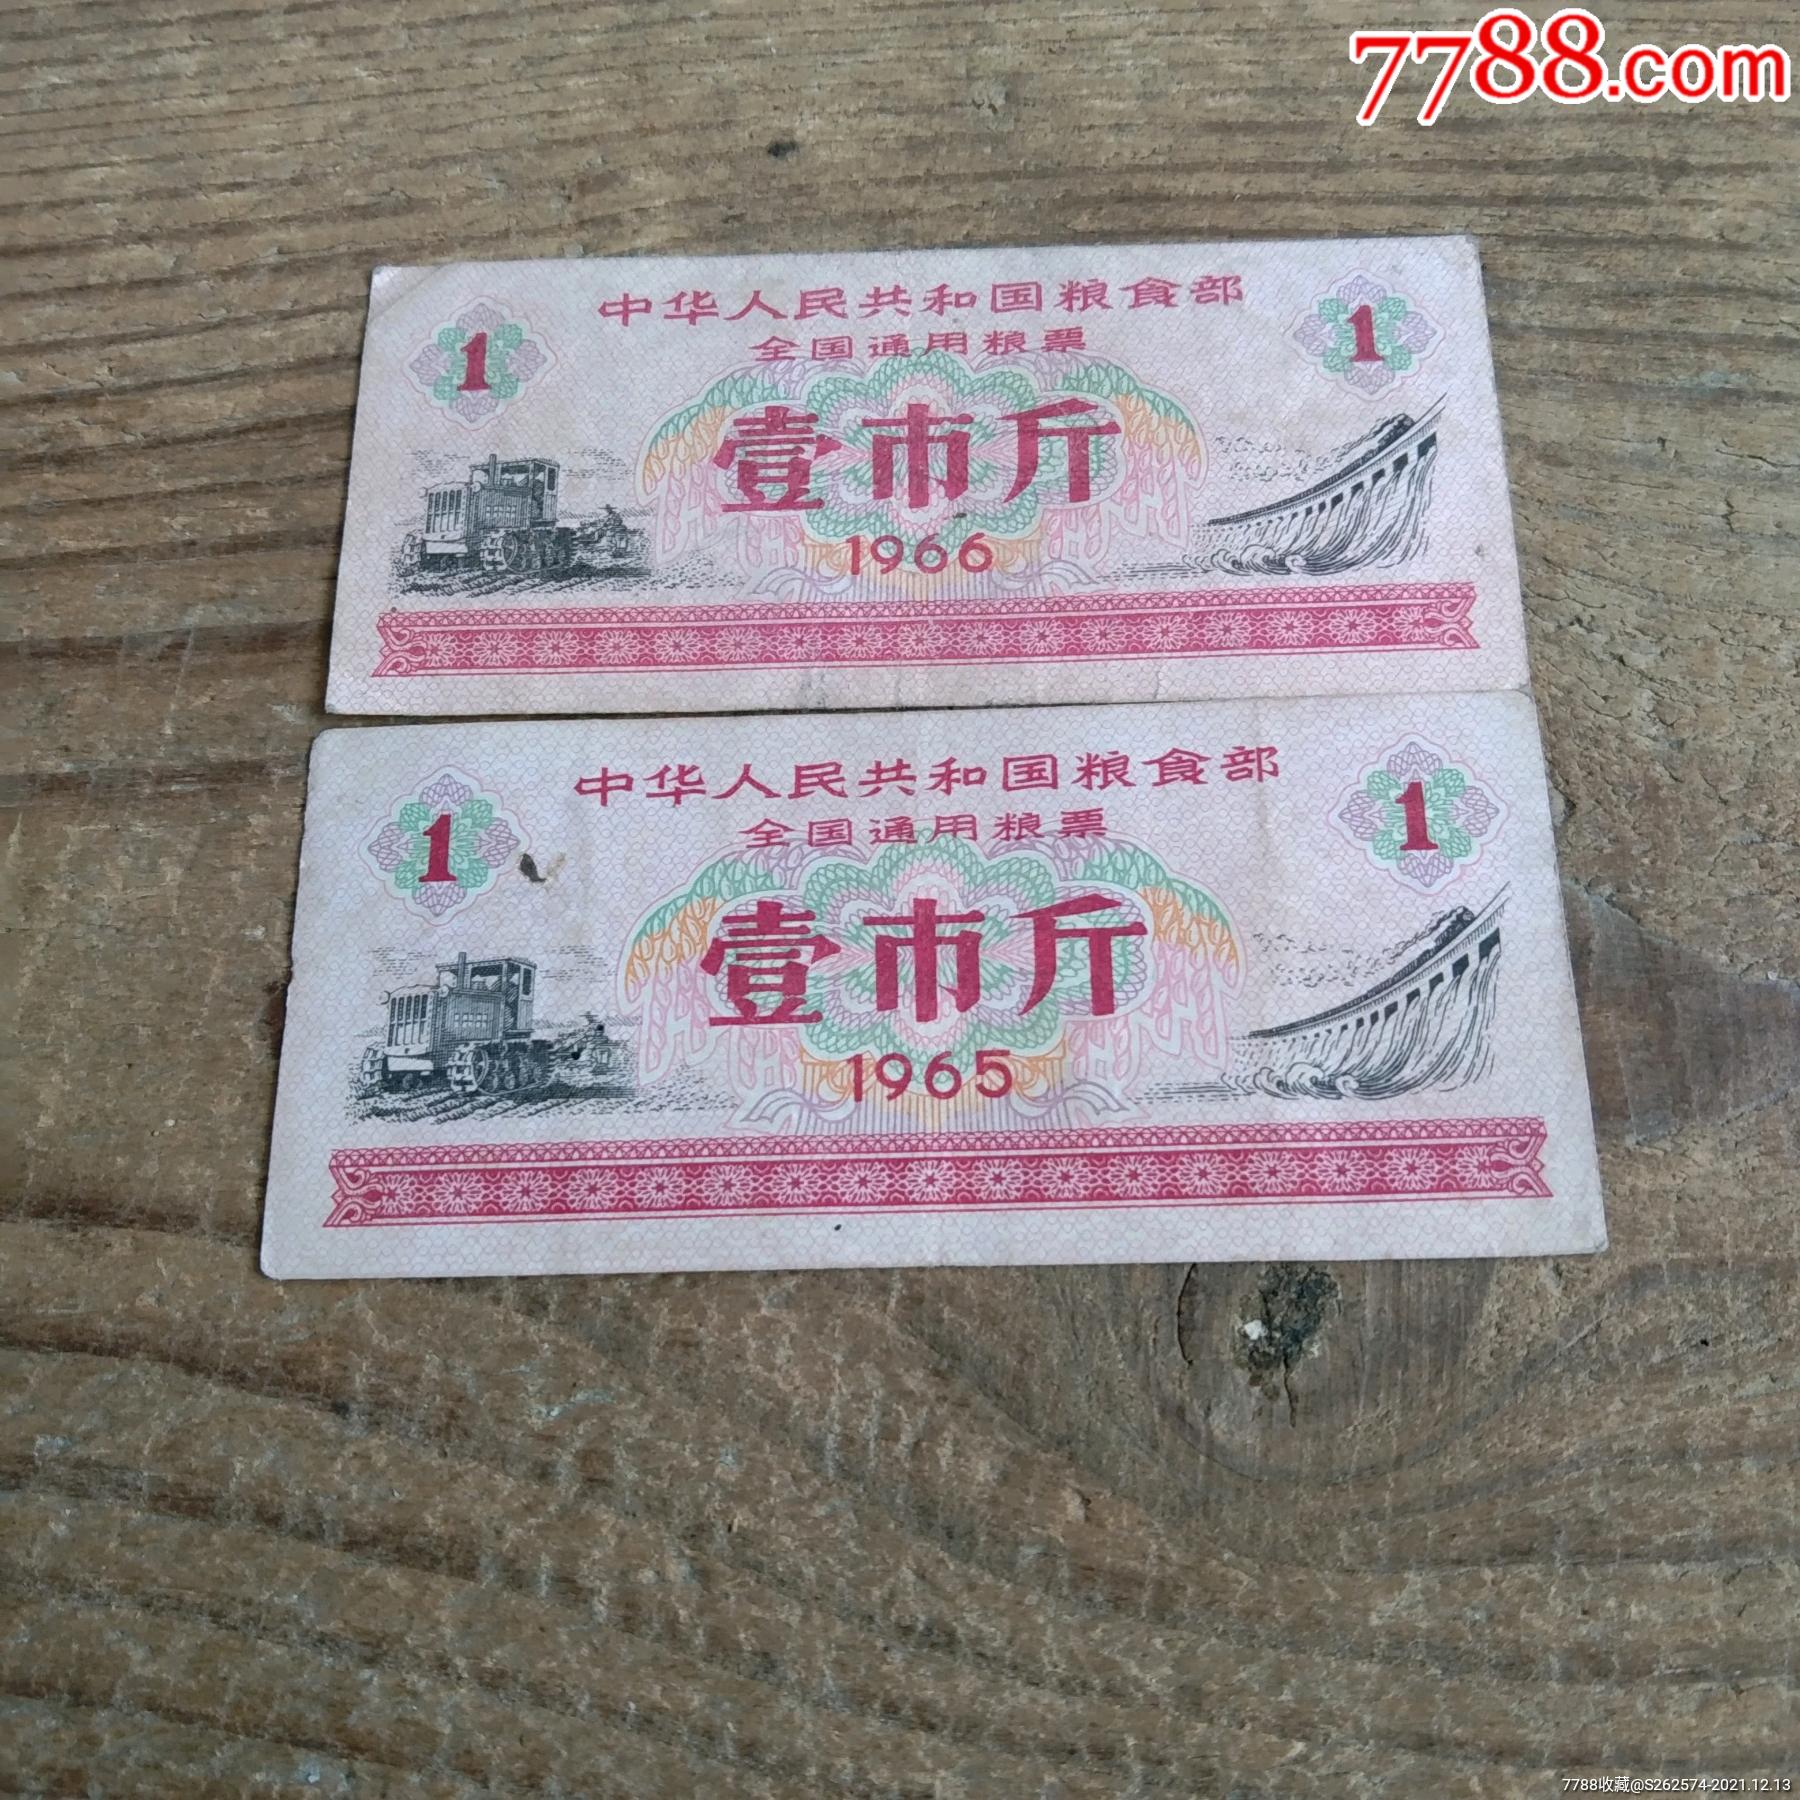 7788.com
中华人民共和国粮食部
全国通用粮票
1 1
壹市斤
1966
中华人民共和国粮食部
全国通用粮票
1 1
壹市斤
1965
7788收藏@S262574-2021.12.13